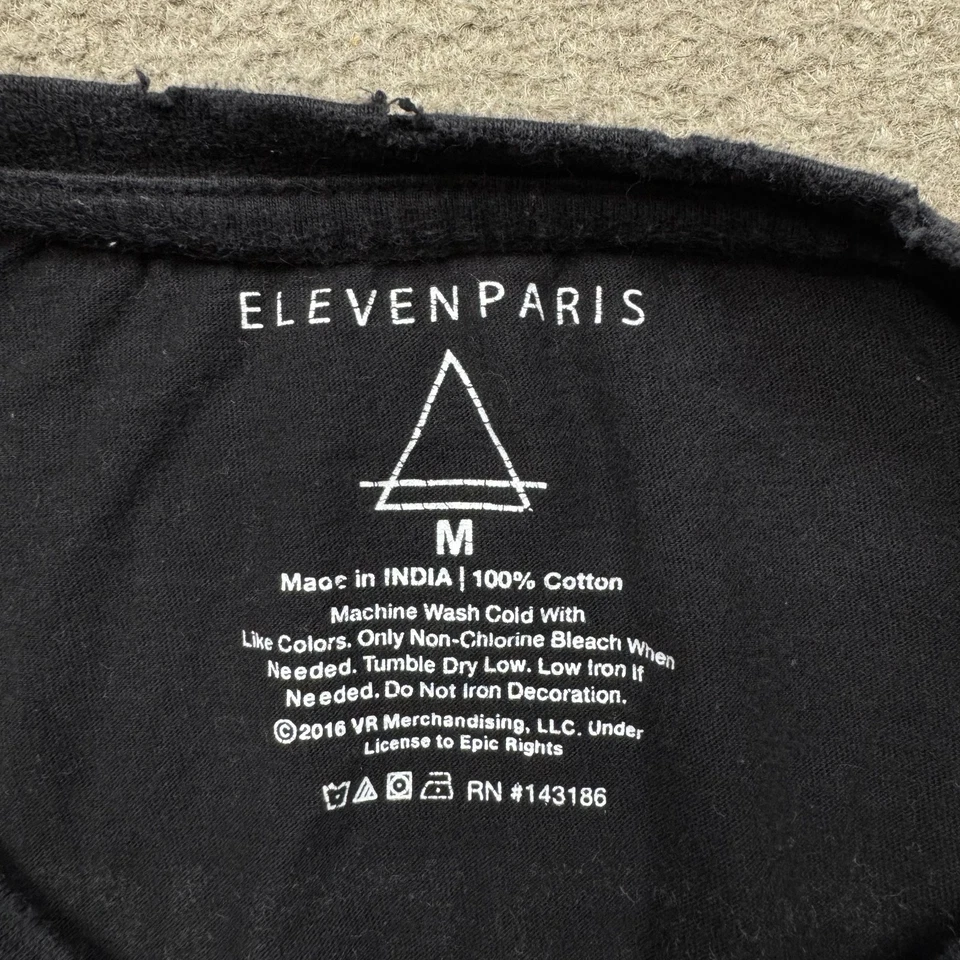 ELEVENPARIS
M
Made in INDIA | 100% Cotton
Machine Wash Cold With
Like Colors. Only Non-Chlorine Bleach When
Needed. Tumble Dry Low. Low Iron If
Needed. Do Not Iron Decoration.
©2016 VR Merchandising, LLC. Under
License to Epic Rights
RN #143186